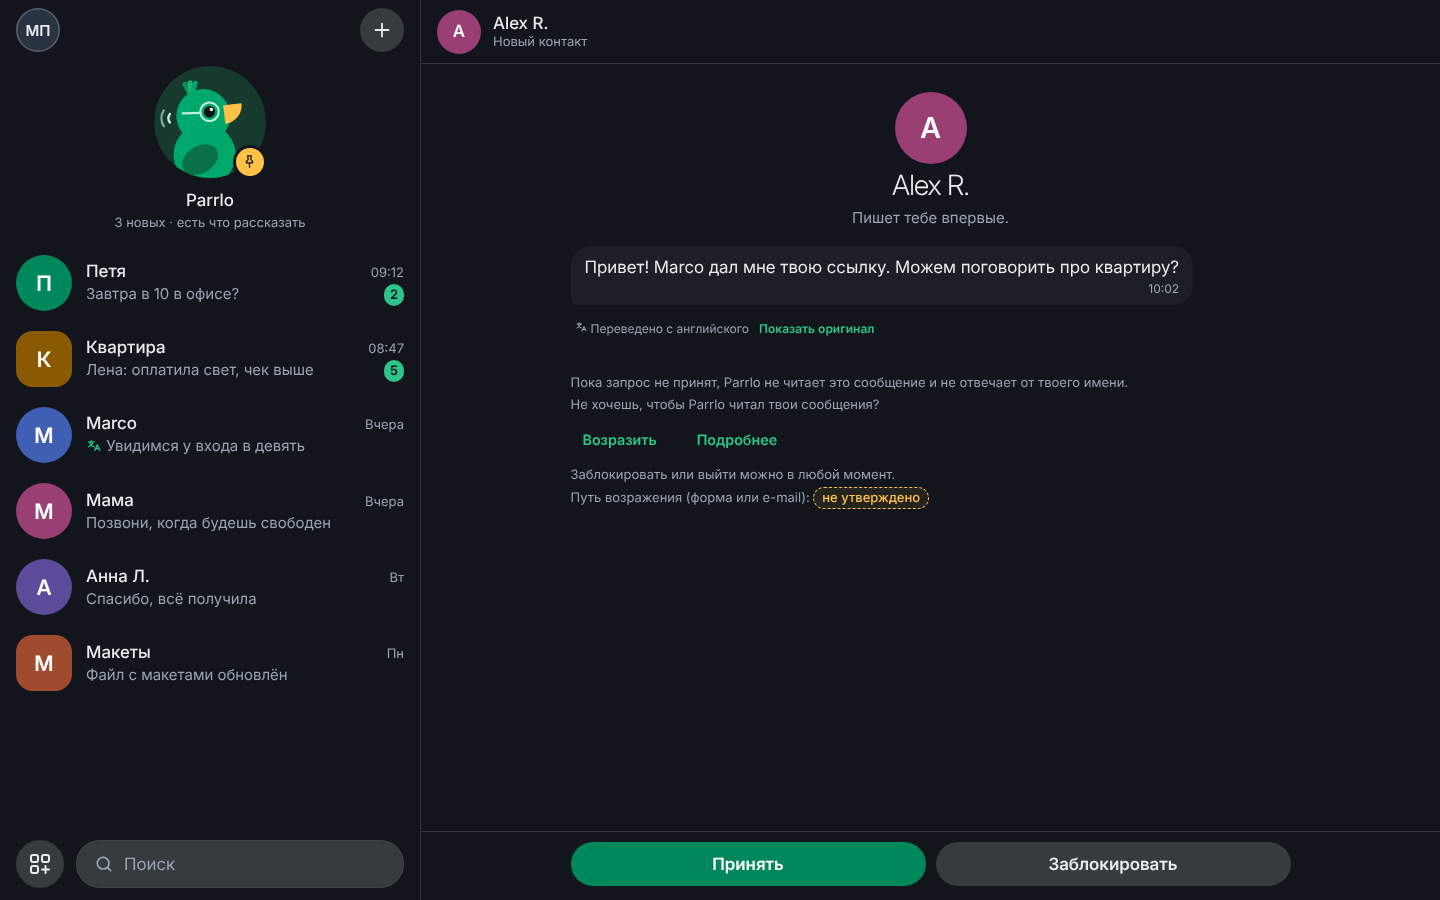 МП
Parrlo
3 новых · есть что рассказать
П
Петя
09:12
Завтра в 10 в офисе?
2
К
Квартира
08:47
Лена: оплатила свет, чек выше
5
M
Marco
Вчера
Увидимся у входа в девять
М
Мама
Вчера
Позвони, когда будешь свободен
А
Анна Л.
Вт
Спасибо, всё получила
М
Макеты
Пн
Файл с макетами обновлён
Поиск
A
Alex R.
Новый контакт
A
Alex R.
Пишет тебе впервые.
Привет! Marco дал мне твою ссылку. Можем поговорить про квартиру?
10:02
Переведено с английского Показать оригинал
Пока запрос не принят, Parrlo не читает это сообщение и не отвечает от твоего имени.
Не хочешь, чтобы Parrlo читал твои сообщения?
Возразить Подробнее
Заблокировать или выйти можно в любой момент.
Путь возражения (форма или e-mail): не утверждено
Принять Заблокировать